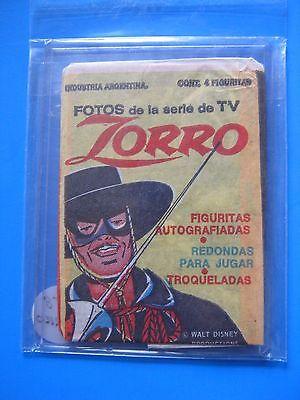 INDUSTRIA ARGENTINA. CONT. 4 FIGURITAS
FOTOS de la serie de TV
ZORRO
FIGURITAS
AUTOGRAFIADAS
•
REDONDAS
PARA JUGAR
•
TROQUELADAS
© WALT DISNEY
PRODUCTIONS